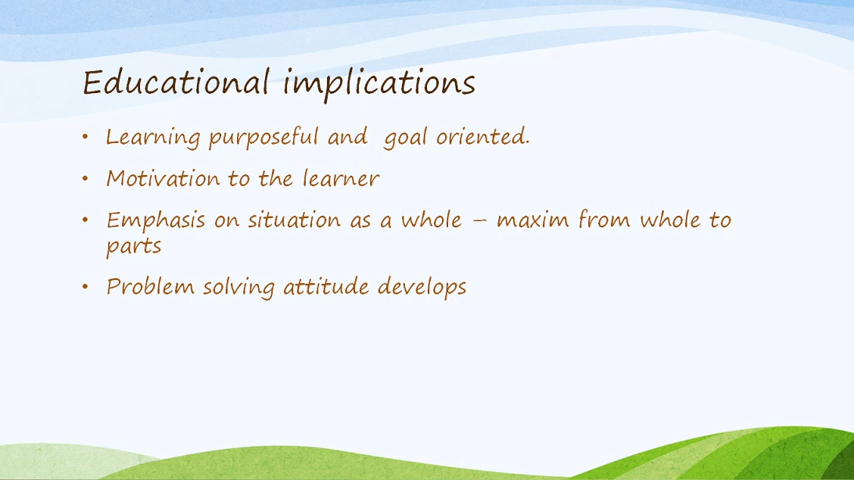 Educational implications
• Learning purposeful and  goal oriented.
• Motivation to the learner
• Emphasis on situation as a whole – maxim from whole to
parts
• Problem solving attitude develops